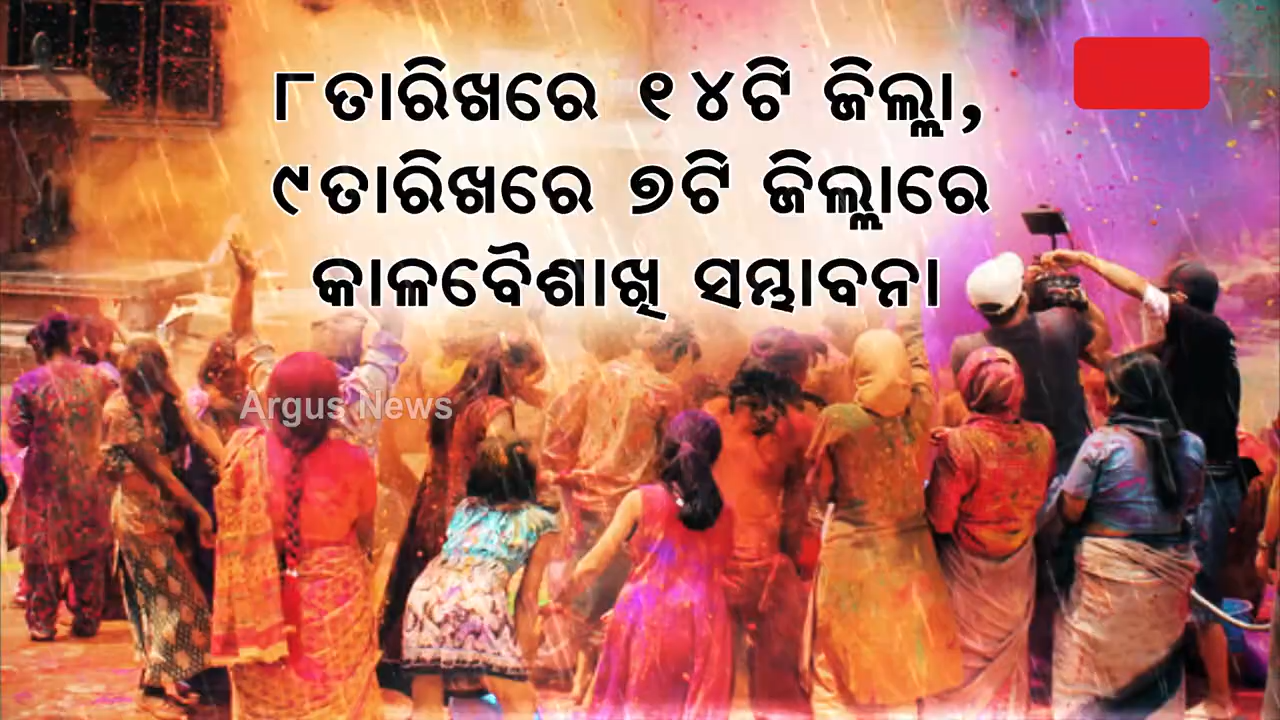 ୮ତାରିଖରେ ୧୪ଟି ଜିଲ୍ଲା,
୯ତାରିଖରେ ୭ଟି ଜିଲ୍ଲାରେ
କାଳବୈଶାଖୀ ସମ୍ଭାବନା
Argus News